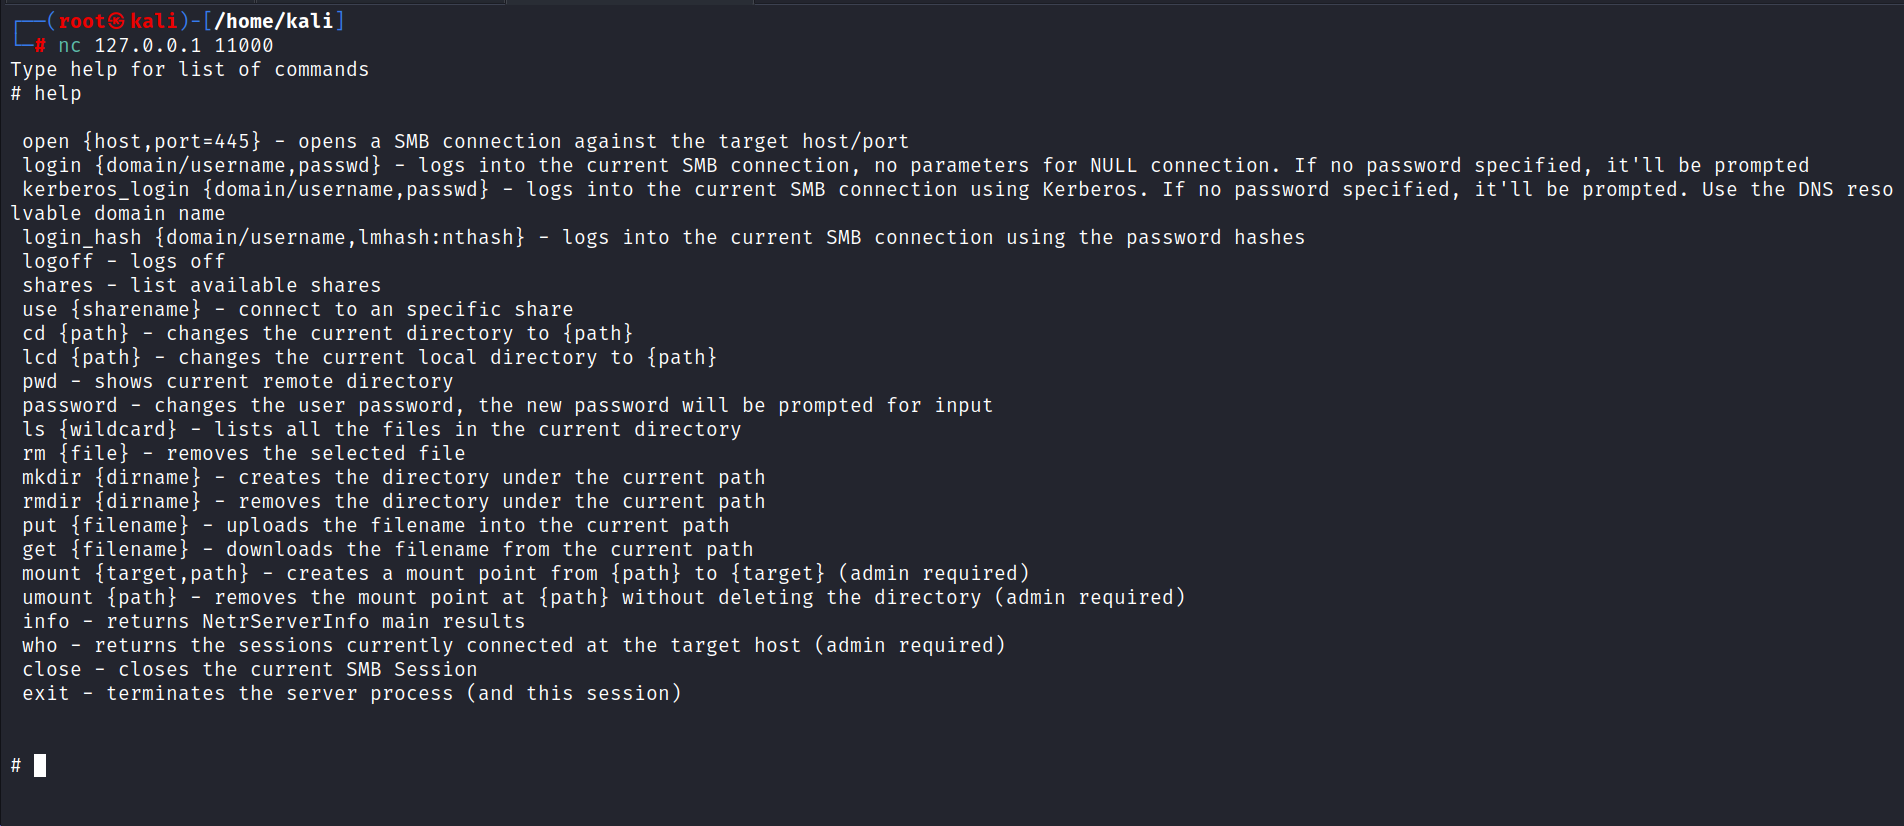 ┌──(root㉿kali)-[/home/kali]
└─# nc 127.0.0.1 11000
Type help for list of commands
# help
open {host,port=445} - opens a SMB connection against the target host/port
login {domain/username,passwd} - logs into the current SMB connection, no parameters for NULL connection. If no password specified, it'll be prompted
kerberos_login {domain/username,passwd} - logs into the current SMB connection using Kerberos. If no password specified, it'll be prompted. Use the DNS reso
lvable domain name
login_hash {domain/username,lmhash:nthash} - logs into the current SMB connection using the password hashes
logoff - logs off
shares - list available shares
use {sharename} - connect to an specific share
cd {path} - changes the current directory to {path}
lcd {path} - changes the current local directory to {path}
pwd - shows current remote directory
password - changes the user password, the new password will be prompted for input
ls {wildcard} - lists all the files in the current directory
rm {file} - removes the selected file
mkdir {dirname} - creates the directory under the current path
rmdir {dirname} - removes the directory under the current path
put {filename} - uploads the filename into the current path
get {filename} - downloads the filename from the current path
mount {target,path} - creates a mount point from {path} to {target} (admin required)
umount {path} - removes the mount point at {path} without deleting the directory (admin required)
info - returns NetrServerInfo main results
who - returns the sessions currently connected at the target host (admin required)
close - closes the current SMB Session
exit - terminates the server process (and this session)
#